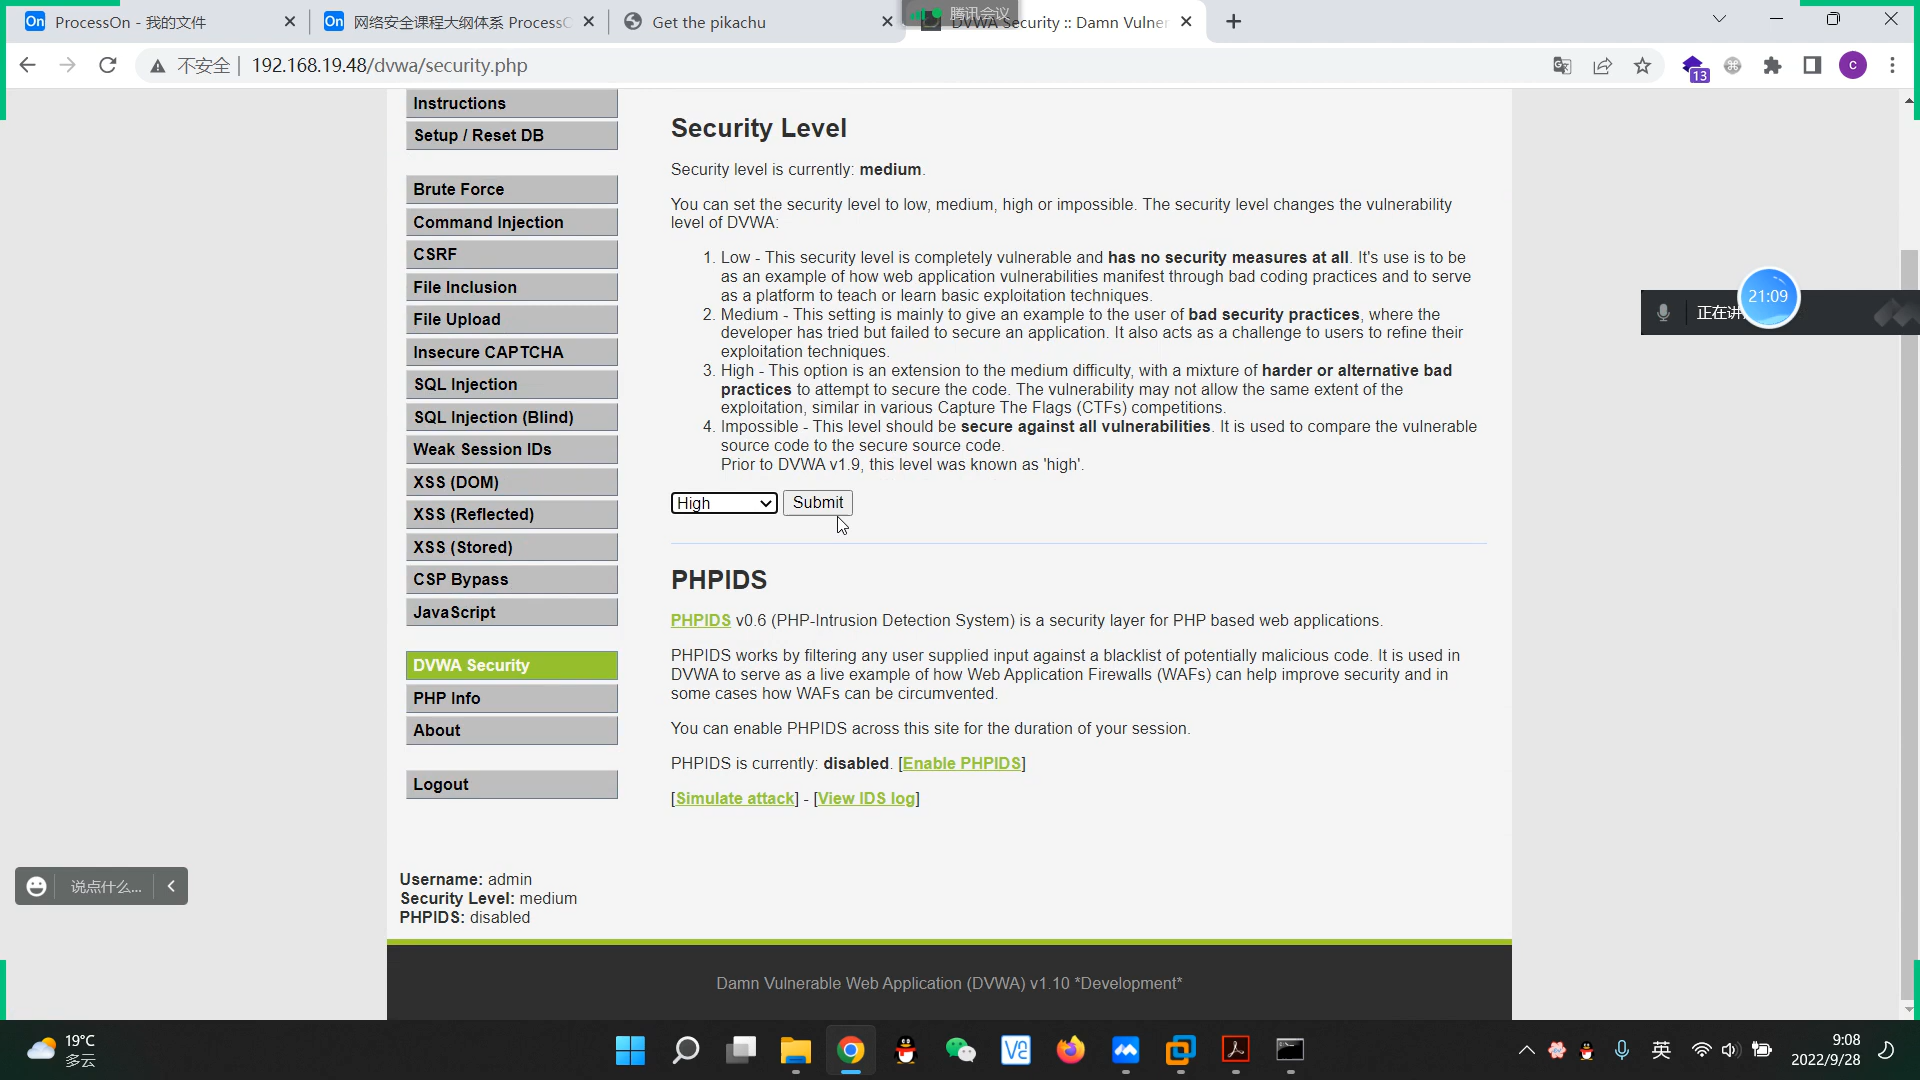 ProcessOn - 我的文件
网络安全课程大纲体系 ProcessO
Get the pikachu
腾讯会议
DVWA Security :: Damn Vulner
不安全
192.168.19.48/dvwa/security.php
13
C
Instructions
Setup / Reset DB
Brute Force
Command Injection
CSRF
File Inclusion
File Upload
Insecure CAPTCHA
SQL Injection
SQL Injection (Blind)
Weak Session IDs
XSS (DOM)
XSS (Reflected)
XSS (Stored)
CSP Bypass
JavaScript
DVWA Security
PHP Info
About
Logout
Security Level
Security level is currently: medium.
You can set the security level to low, medium, high or impossible. The security level changes the vulnerability
level of DVWA:
1. Low - This security level is completely vulnerable and has no security measures at all. It's use is to be
as an example of how web application vulnerabilities manifest through bad coding practices and to serve
as a platform to teach or learn basic exploitation techniques.
2. Medium - This setting is mainly to give an example to the user of bad security practices, where the
developer has tried but failed to secure an application. It also acts as a challenge to users to refine their
exploitation techniques.
3. High - This option is an extension to the medium difficulty, with a mixture of harder or alternative bad
practices to attempt to secure the code. The vulnerability may not allow the same extent of the
exploitation, similar in various Capture The Flags (CTFs) competitions.
4. Impossible - This level should be secure against all vulnerabilities. It is used to compare the vulnerable
source code to the secure source code.
Prior to DVWA v1.9, this level was known as 'high'.
High
Submit
PHPIDS
PHPIDS v0.6 (PHP-Intrusion Detection System) is a security layer for PHP based web applications.
PHPIDS works by filtering any user supplied input against a blacklist of potentially malicious code. It is used in
DVWA to serve as a live example of how Web Application Firewalls (WAFs) can help improve security and in
some cases how WAFs can be circumvented.
You can enable PHPIDS across this site for the duration of your session.
PHPIDS is currently: disabled. [Enable PHPIDS]
[Simulate attack] - [View IDS log]
正在讲
21:09
说点什么...
Username: admin
Security Level: medium
PHPIDS: disabled
Damn Vulnerable Web Application (DVWA) v1.10 *Development*
19°C
多云
英
9:08
2022/9/28